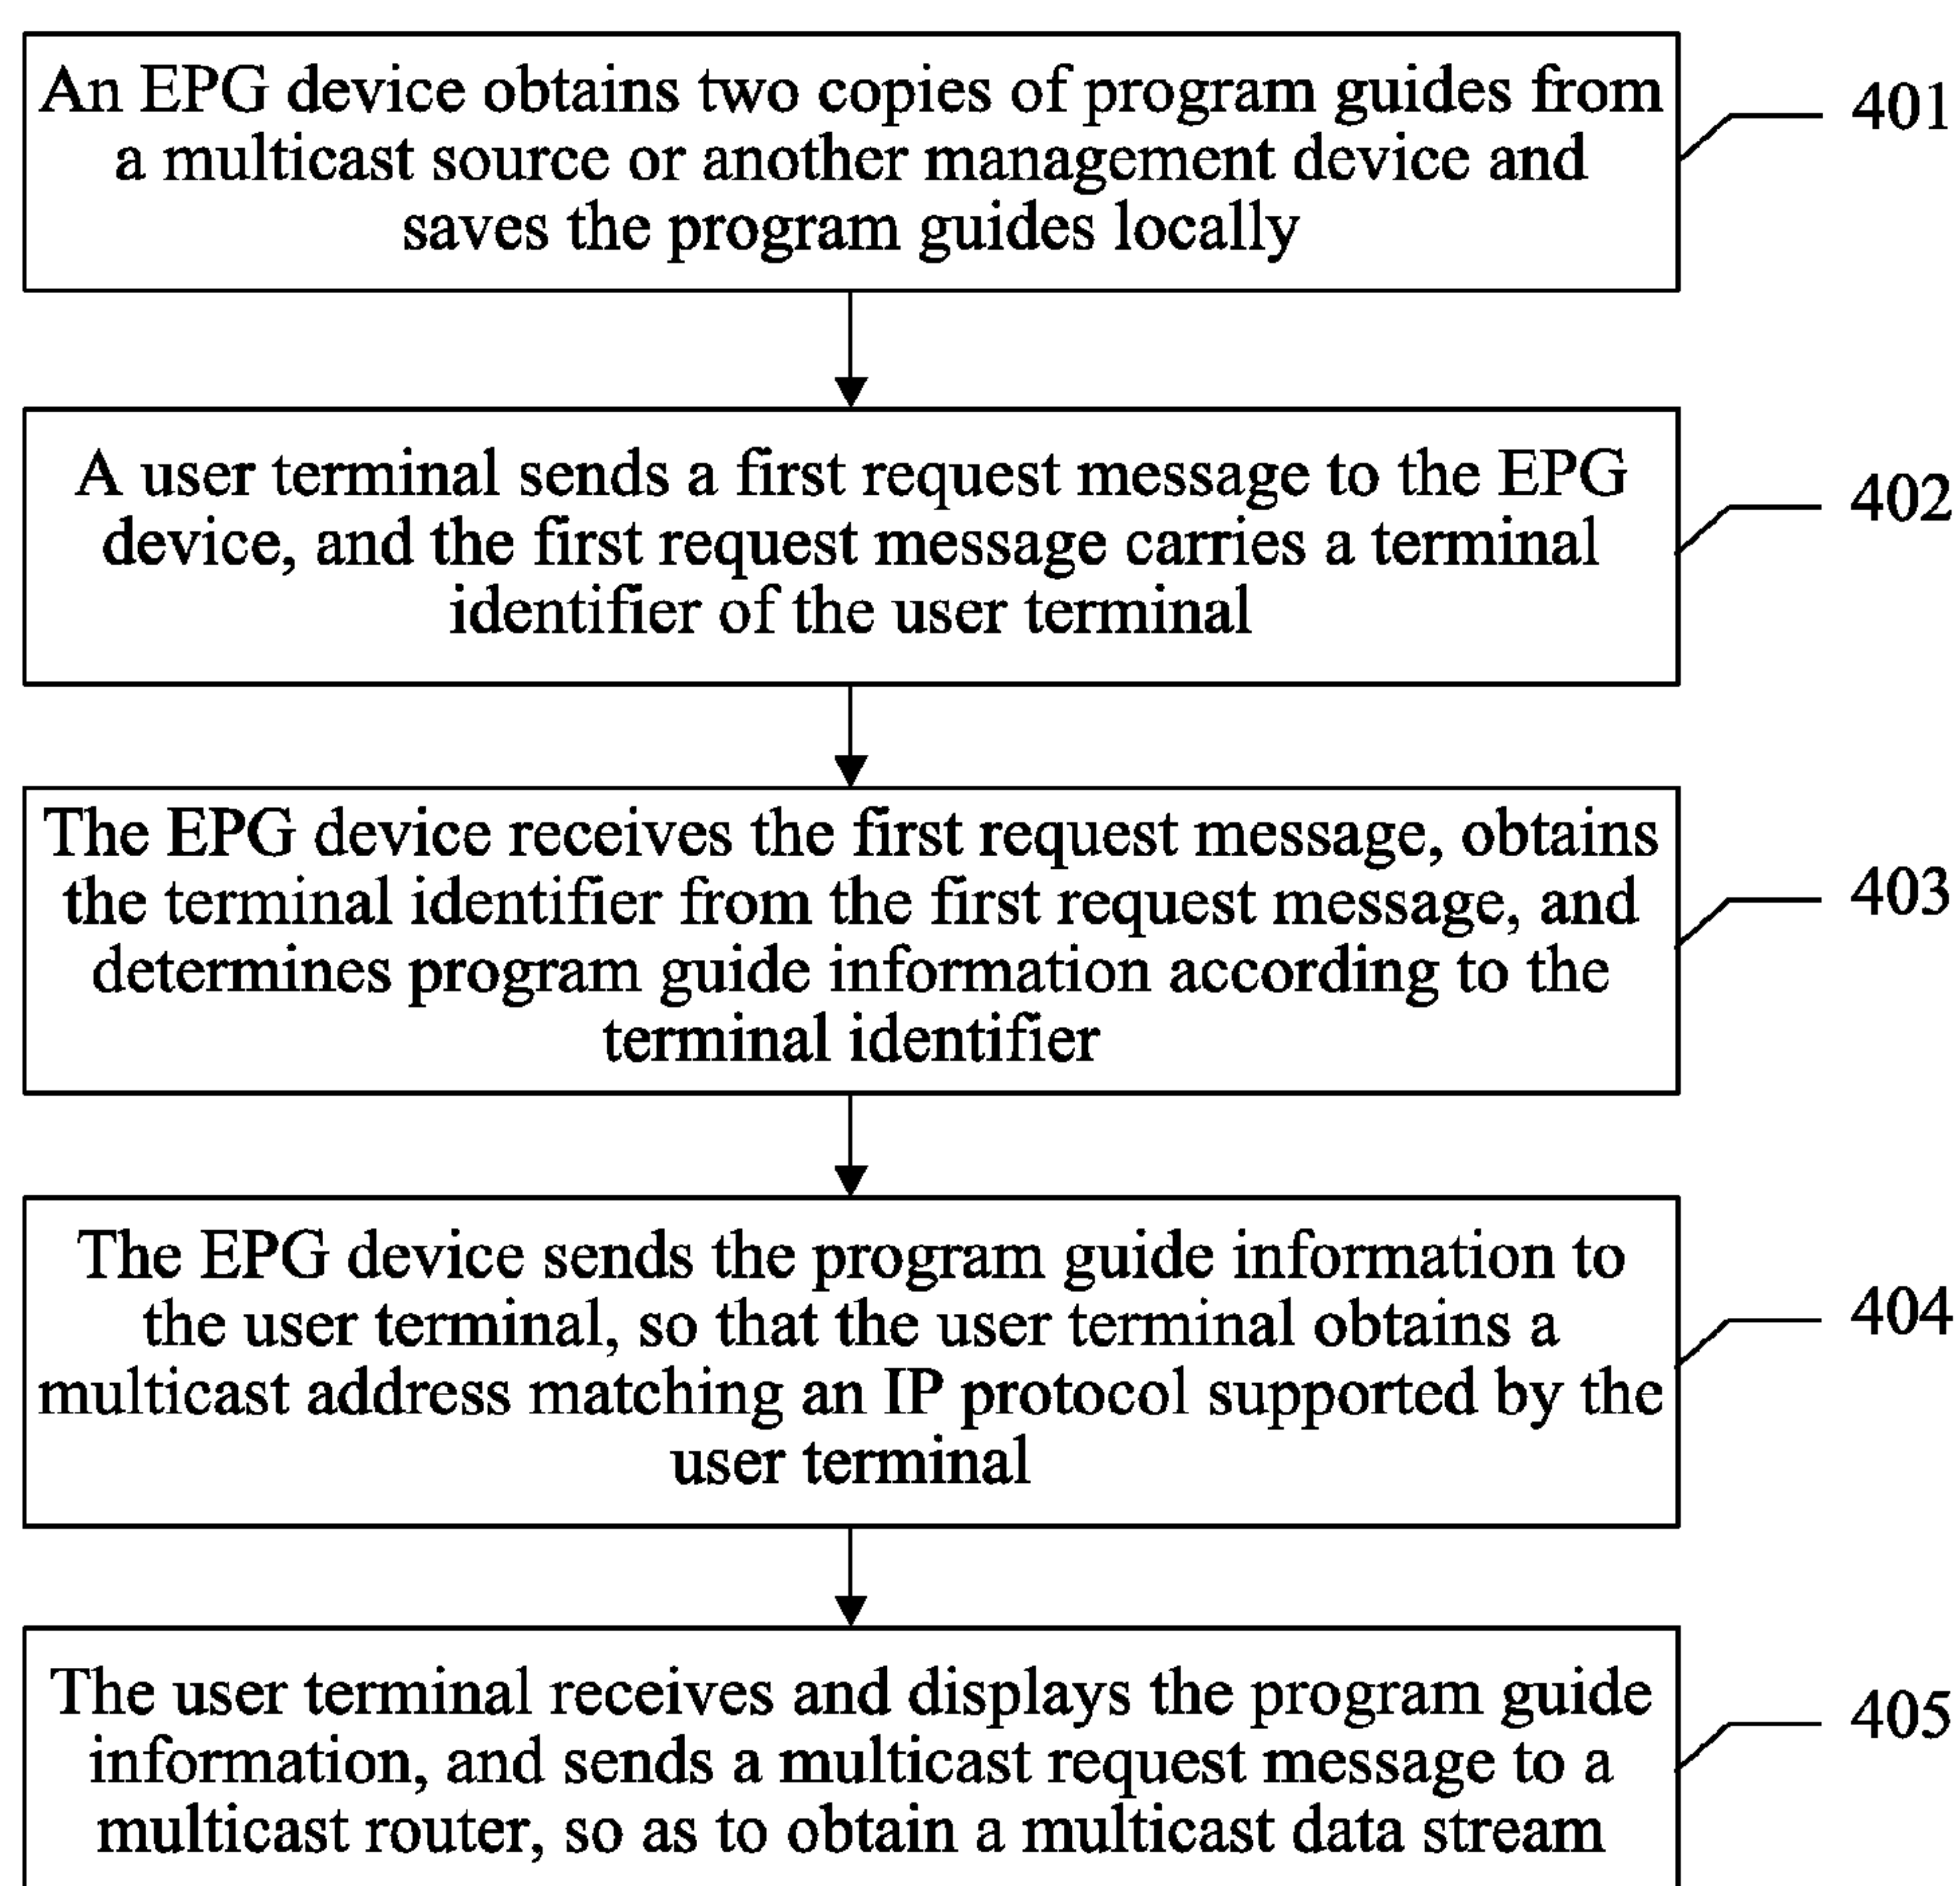 An EPG device obtains two copies of program guides from
a multicast source or another management device and
saves the program guides locally
401
A user terminal sends a first request message to the EPG
device, and the first request message carries a terminal
identifier of the user terminal
402
The EPG device receives the first request message, obtains
the terminal identifier from the first request message, and
determines program guide information according to the
terminal identifier
403
The EPG device sends the program guide information to
the user terminal, so that the user terminal obtains a
multicast address matching an IP protocol supported by the
user terminal
404
The user terminal receives and displays the program guide
information, and sends a multicast request message to a
multicast router, so as to obtain a multicast data stream
405